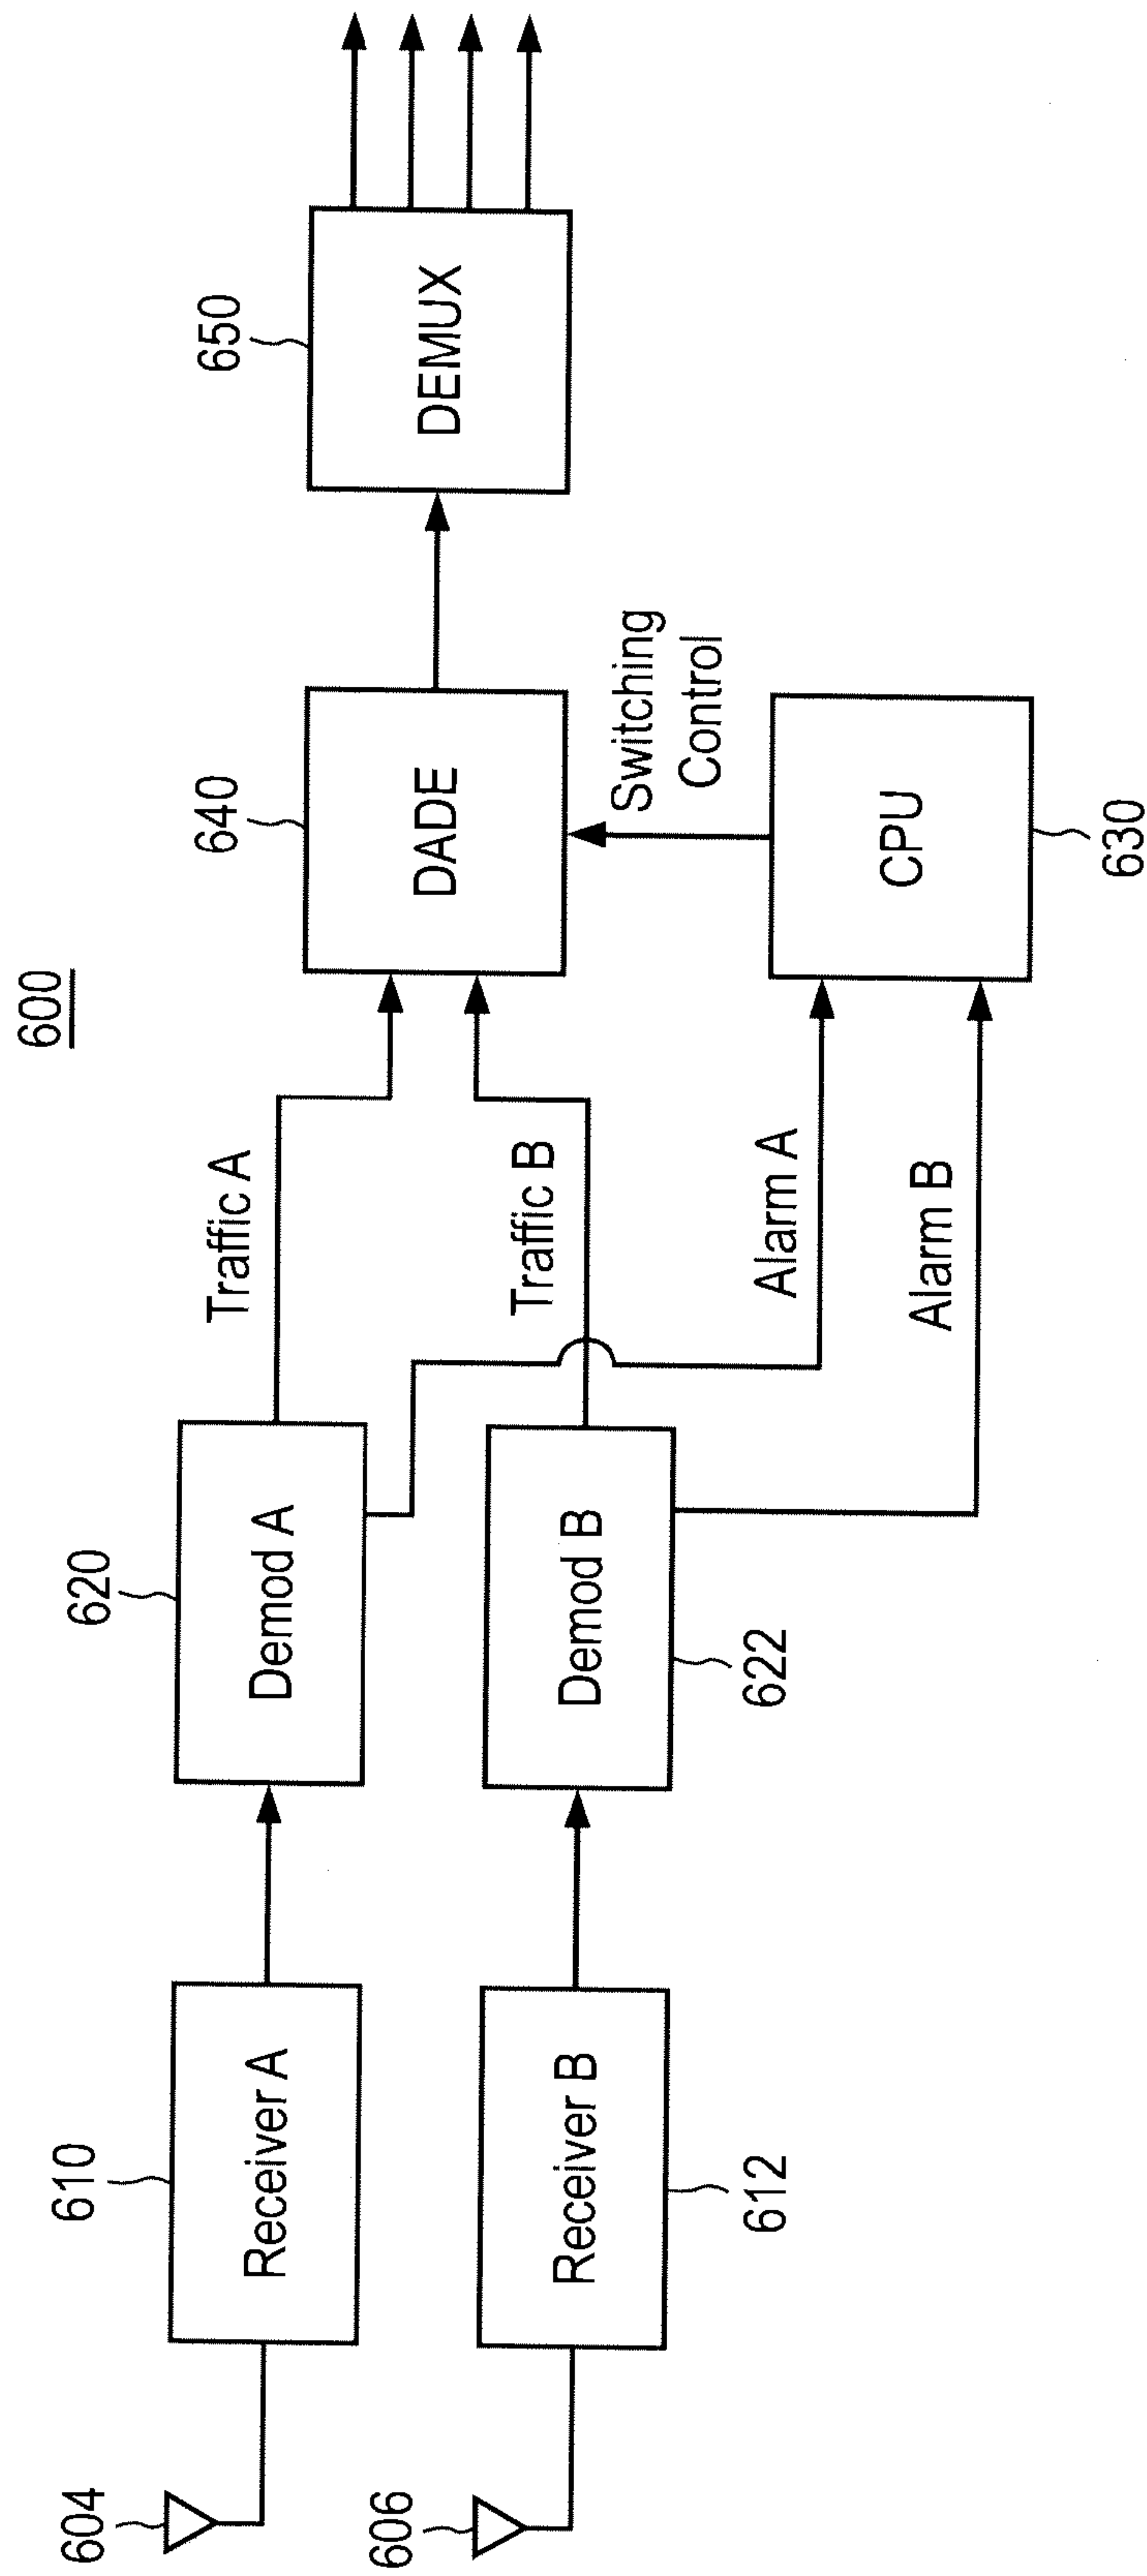 600
604
610
Receiver A
620
Demod A
Traffic A
640
DADE
650
DEMUX
606
Receiver B
612
Demod B
622
Traffic B
Switching
Control
Alarm A
Alarm B
CPU
630